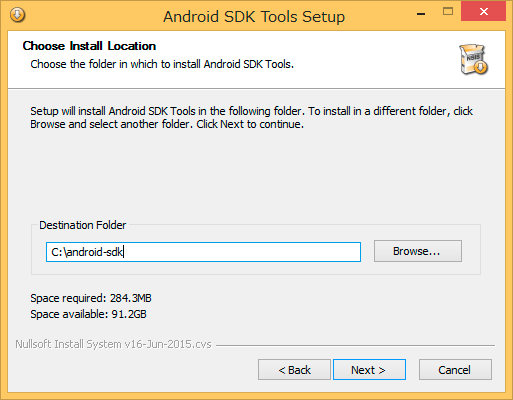 Android SDK Tools Setup
Choose Install Location
Choose the folder in which to install Android SDK Tools.
NSIS
Setup will install Android SDK Tools in the following folder. To install in a different folder, click
Browse and select another folder. Click Next to continue.
Destination Folder
C:\android-sdk
Browse...
Space required: 284.3MB
Space available: 91.2GB
Nullsoft Install System v16-Jun-2015.cvs
< Back
Next >
Cancel